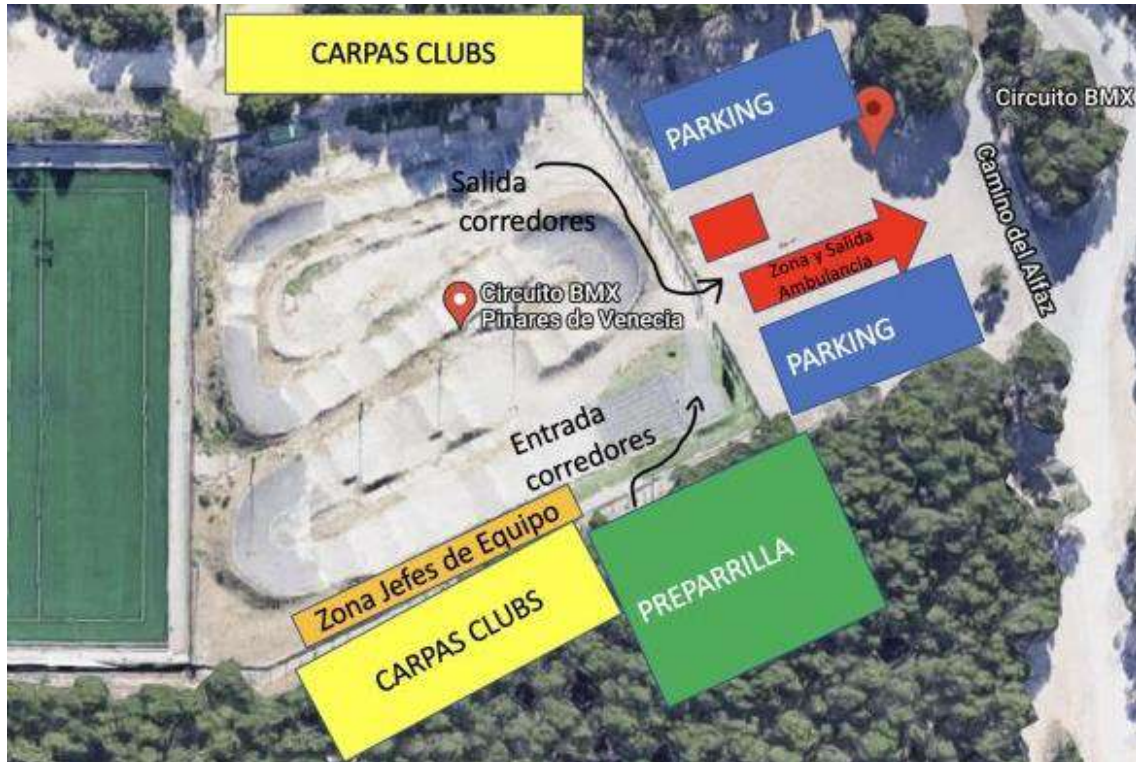 CARPAS CLUBS
PARKING
Circuito BMX
Salida
corredores
Camino del Alfaz
Zona y Salida
Ambulancia
Circuito BMX
Pinares de Venecia
PARKING
Entrada
corredores
Zona Jefes de Equipo
PREPARRILLA
CARPAS CLUBS